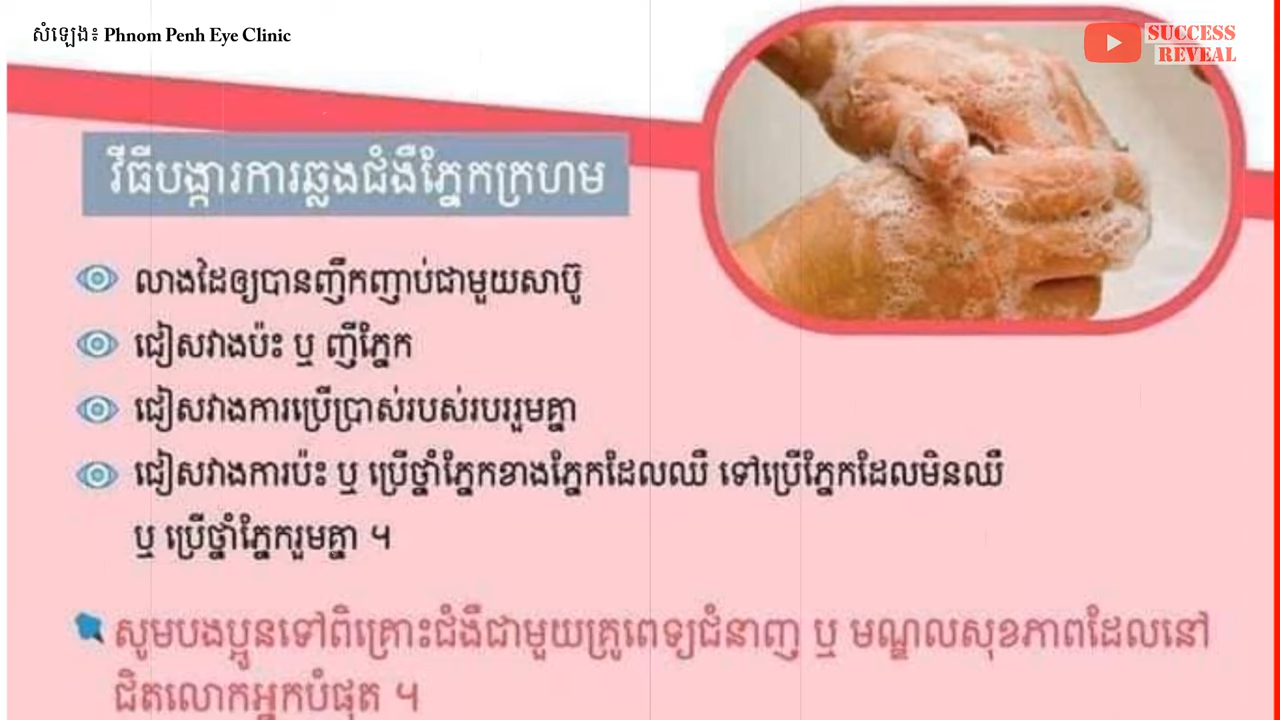 សំឡេង៖ Phnom Penh Eye Clinic
SUCCESS
REVEAL
វីធីបង្ការការឆ្លងជំងឺភ្នែកក្រហម
លាងដៃឲ្យបានញឹកញាប់ជាមួយសាប៊ូ
ជៀសវាងប៉ះ ឬ ញីភ្នែក
ជៀសវាងការប្រើប្រាស់របស់របររួមគ្នា
ជៀសវាងការប៉ះ ឬ ប្រើថ្នាំភ្នែកខាងភ្នែកដែលឈឺ ទៅប្រើភ្នែកដែលមិនឈឺ
ឬ ប្រើថ្នាំភ្នែករួមគ្នា ។
សូមបងប្អូនទៅពិគ្រោះជំងឺជាមួយគ្រូពេទ្យជំនាញ ឬ មណ្ឌលសុខភាពដែលនៅ
ជិតលោកអ្នកបំផុត ។